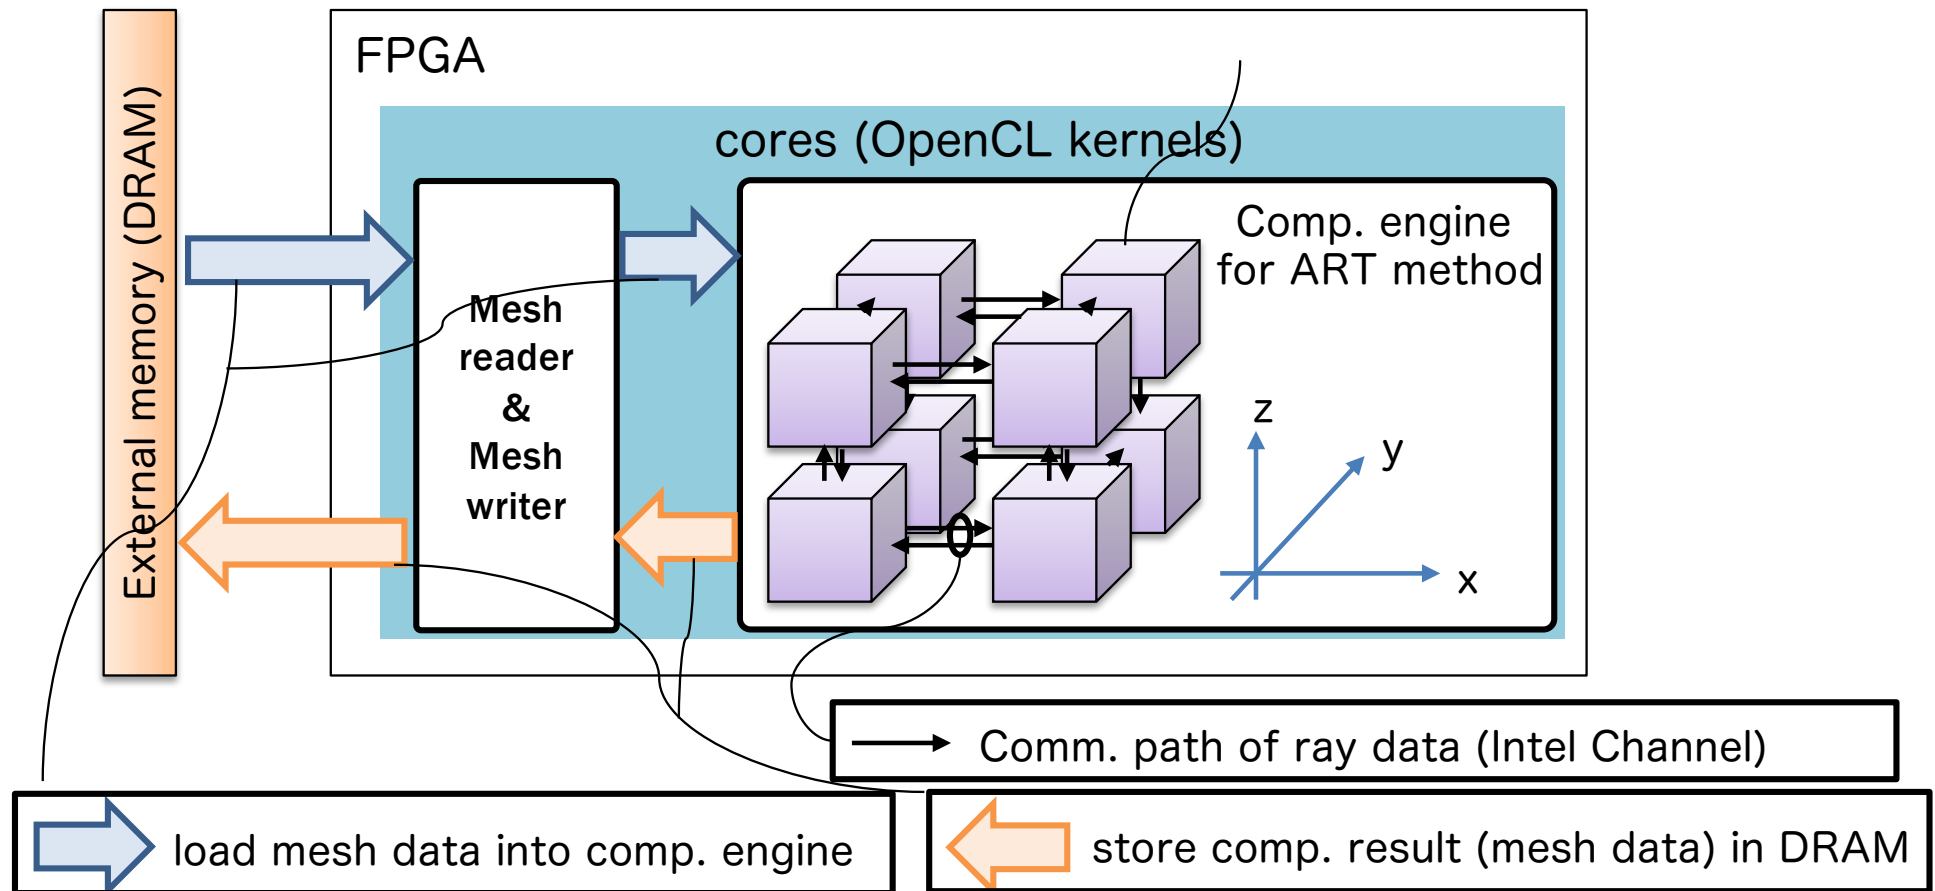 External memory (DRAM)
FPGA
cores (OpenCL kernels)
Mesh
reader
&
Mesh
writer
Comp. engine
for ART method
z
y
x
Comm. path of ray data (Intel Channel)
load mesh data into comp. engine
store comp. result (mesh data) in DRAM